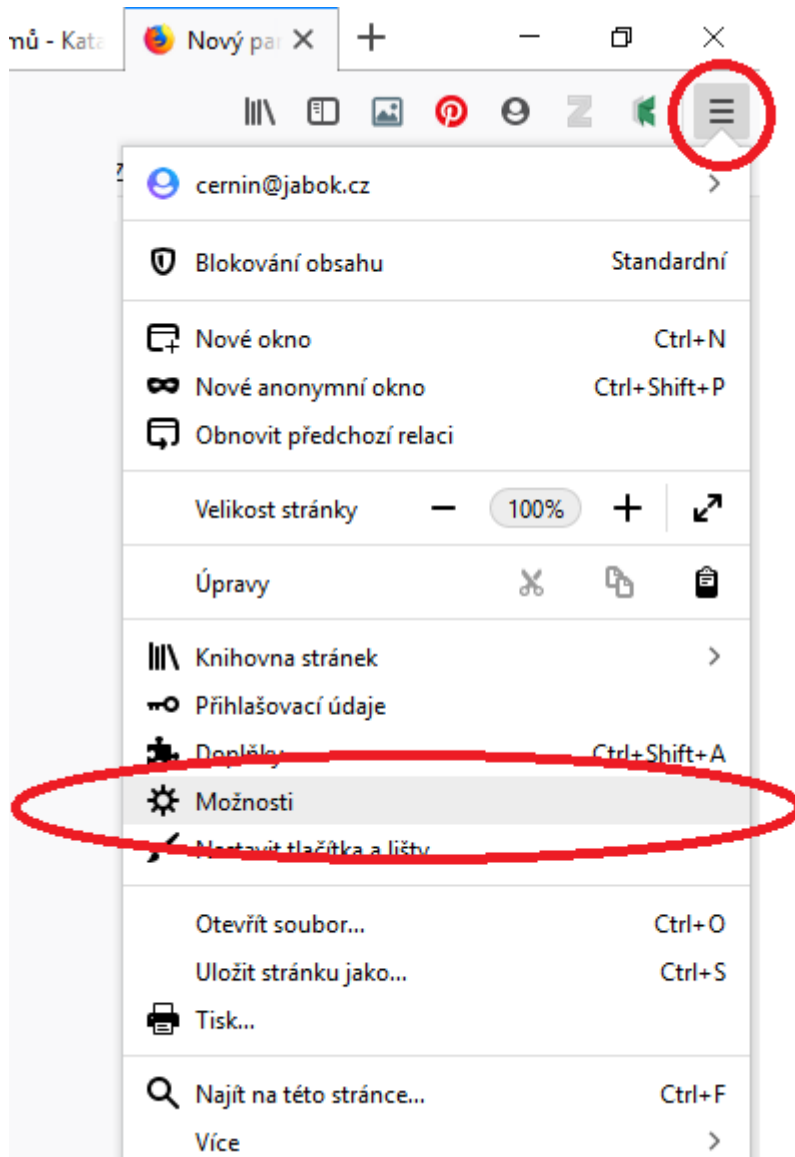 mů - Kata
Nový pa
cernin@jabok.cz
Blokování obsahu Standardní
Nové okno Ctrl+N
Nové anonymní okno Ctrl+Shift+P
Obnovit předchozí relaci
Velikost stránky 100%
Úpravy
Knihovna stránek
Přihlašovací údaje
Doplňky Ctrl+Shift+A
Možnosti
Nastavit tlačítka a lišty
Otevřít soubor... Ctrl+O
Uložit stránku jako... Ctrl+S
Tisk...
Najít na této stránce... Ctrl+F
Více